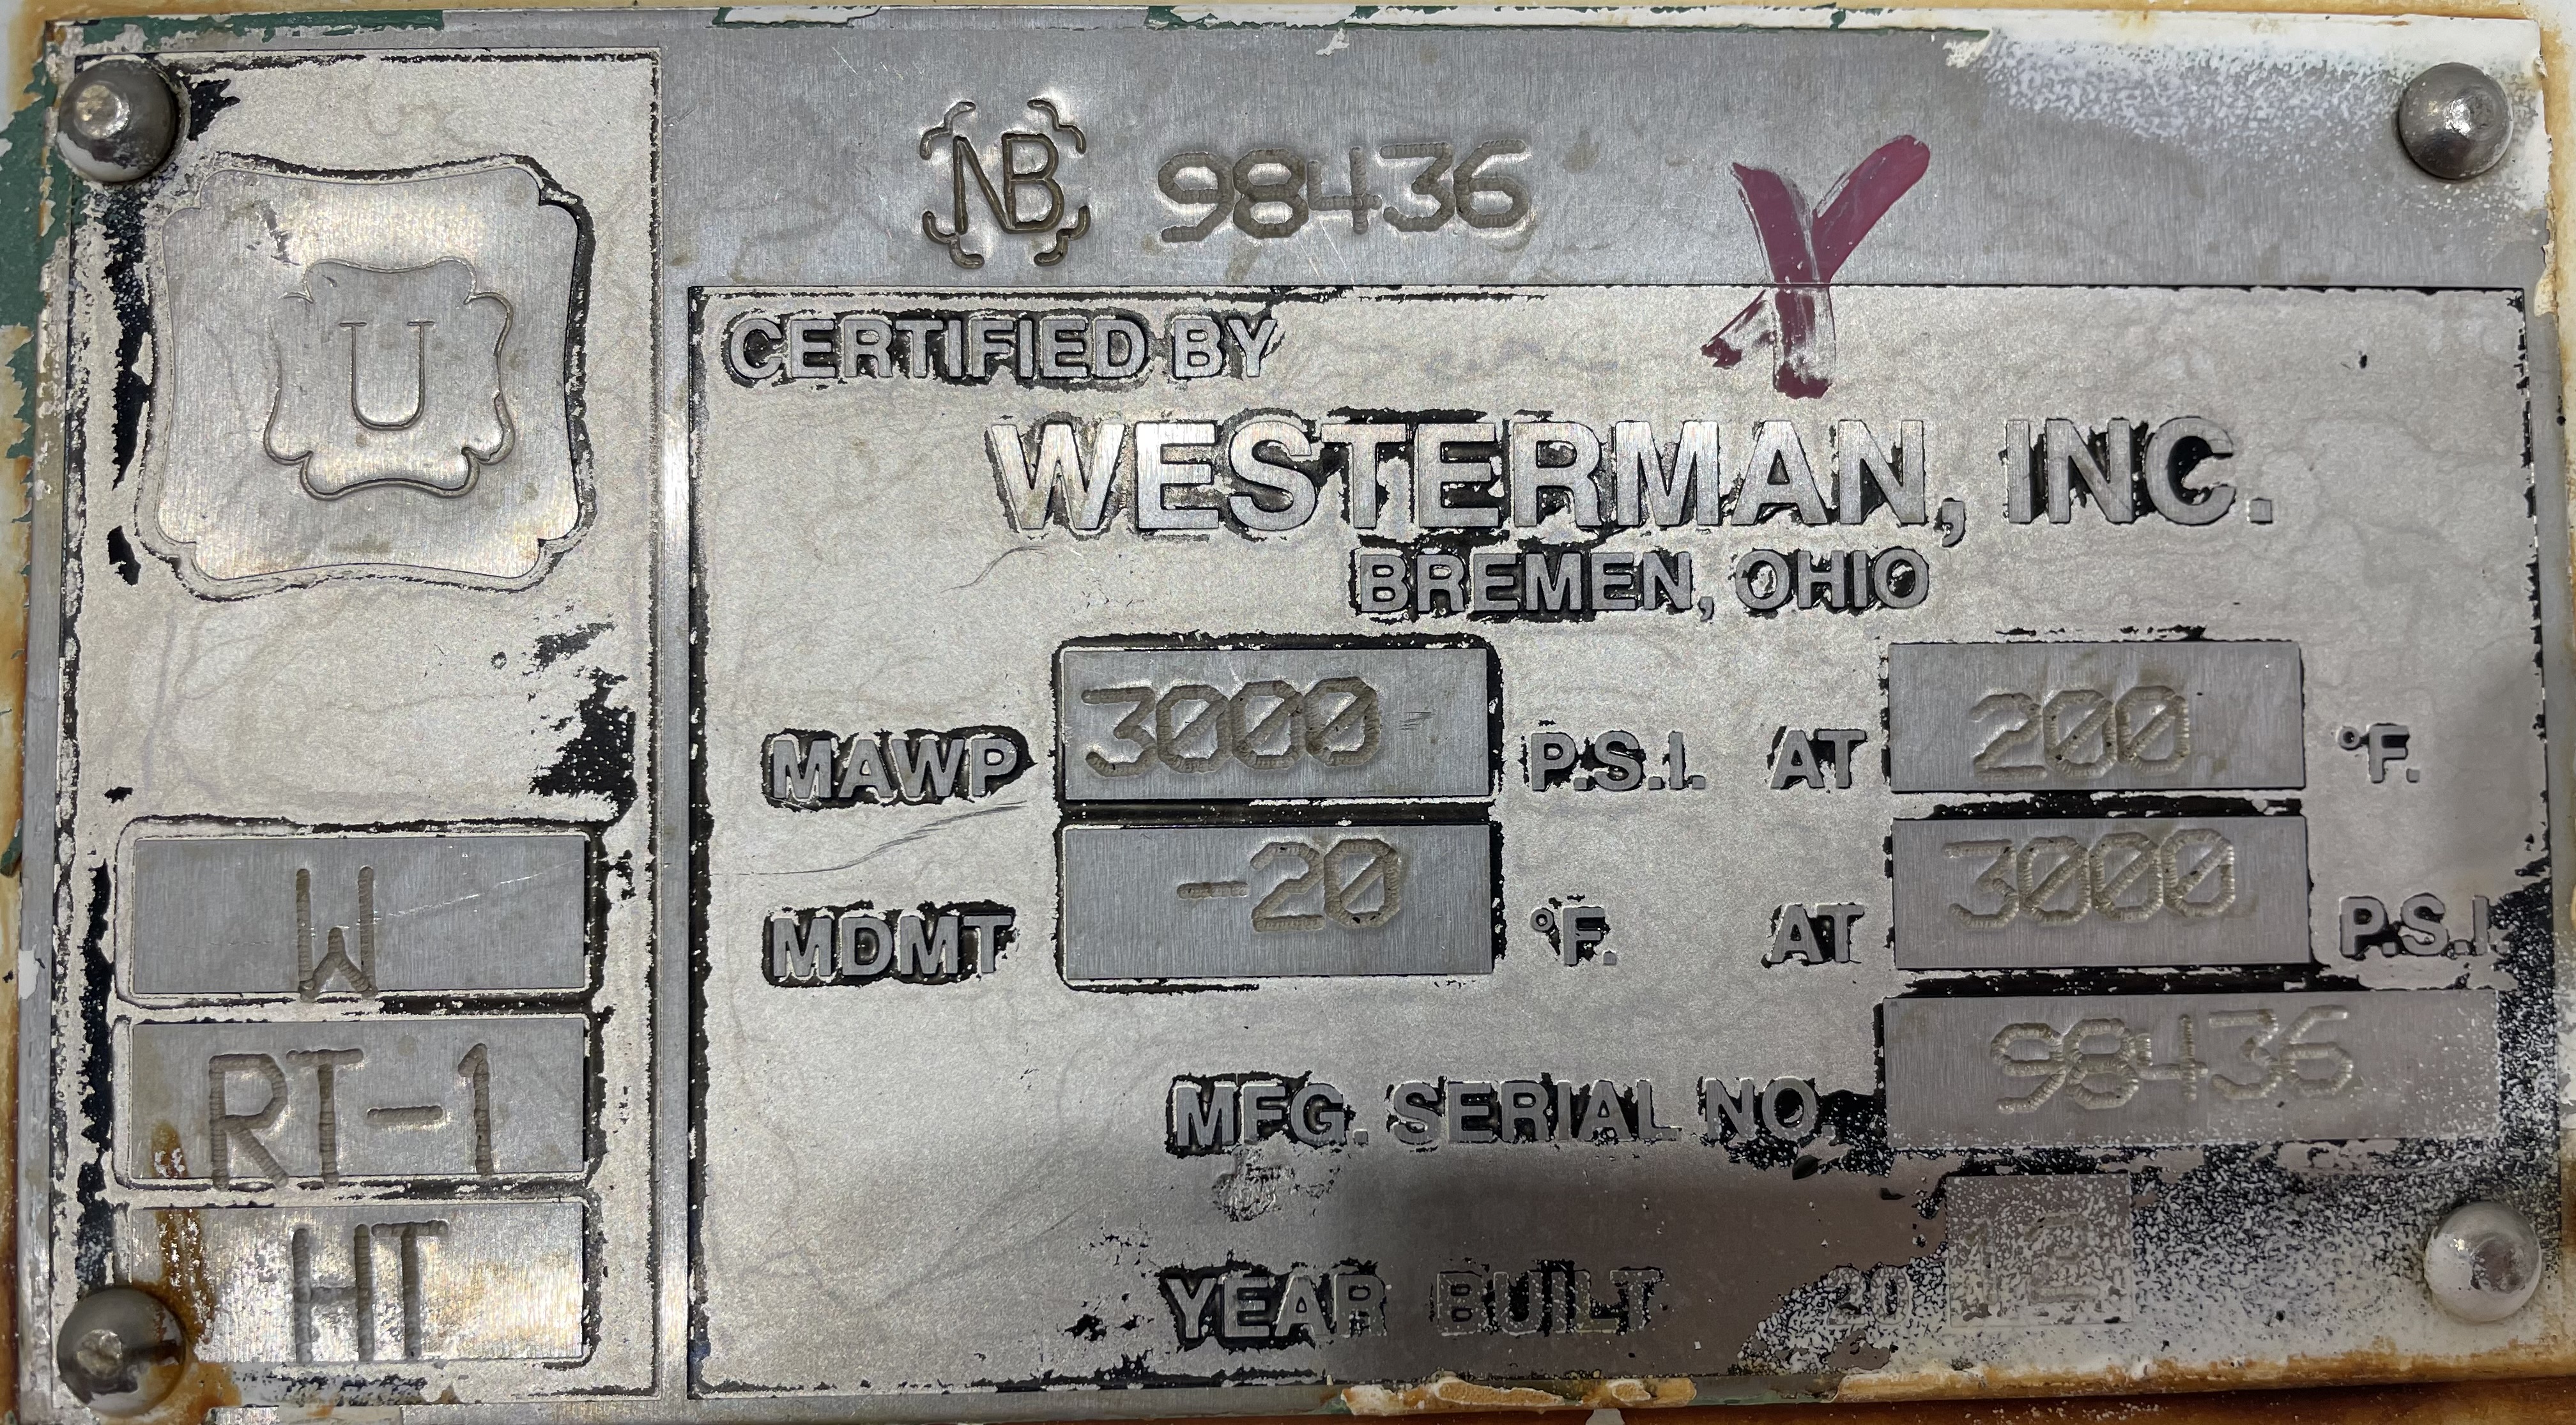 U
W
RT-1
HT
NB 98436
Y
CERTIFIED BY
WESTERMAN, INC.
BREMEN, OHIO
MAWP 3000 P.S.I. AT 200 °F.
MDMT -20 °F. AT 3000 P.S.I.
MFG. SERIAL NO. 98436
YEAR BUILT 20